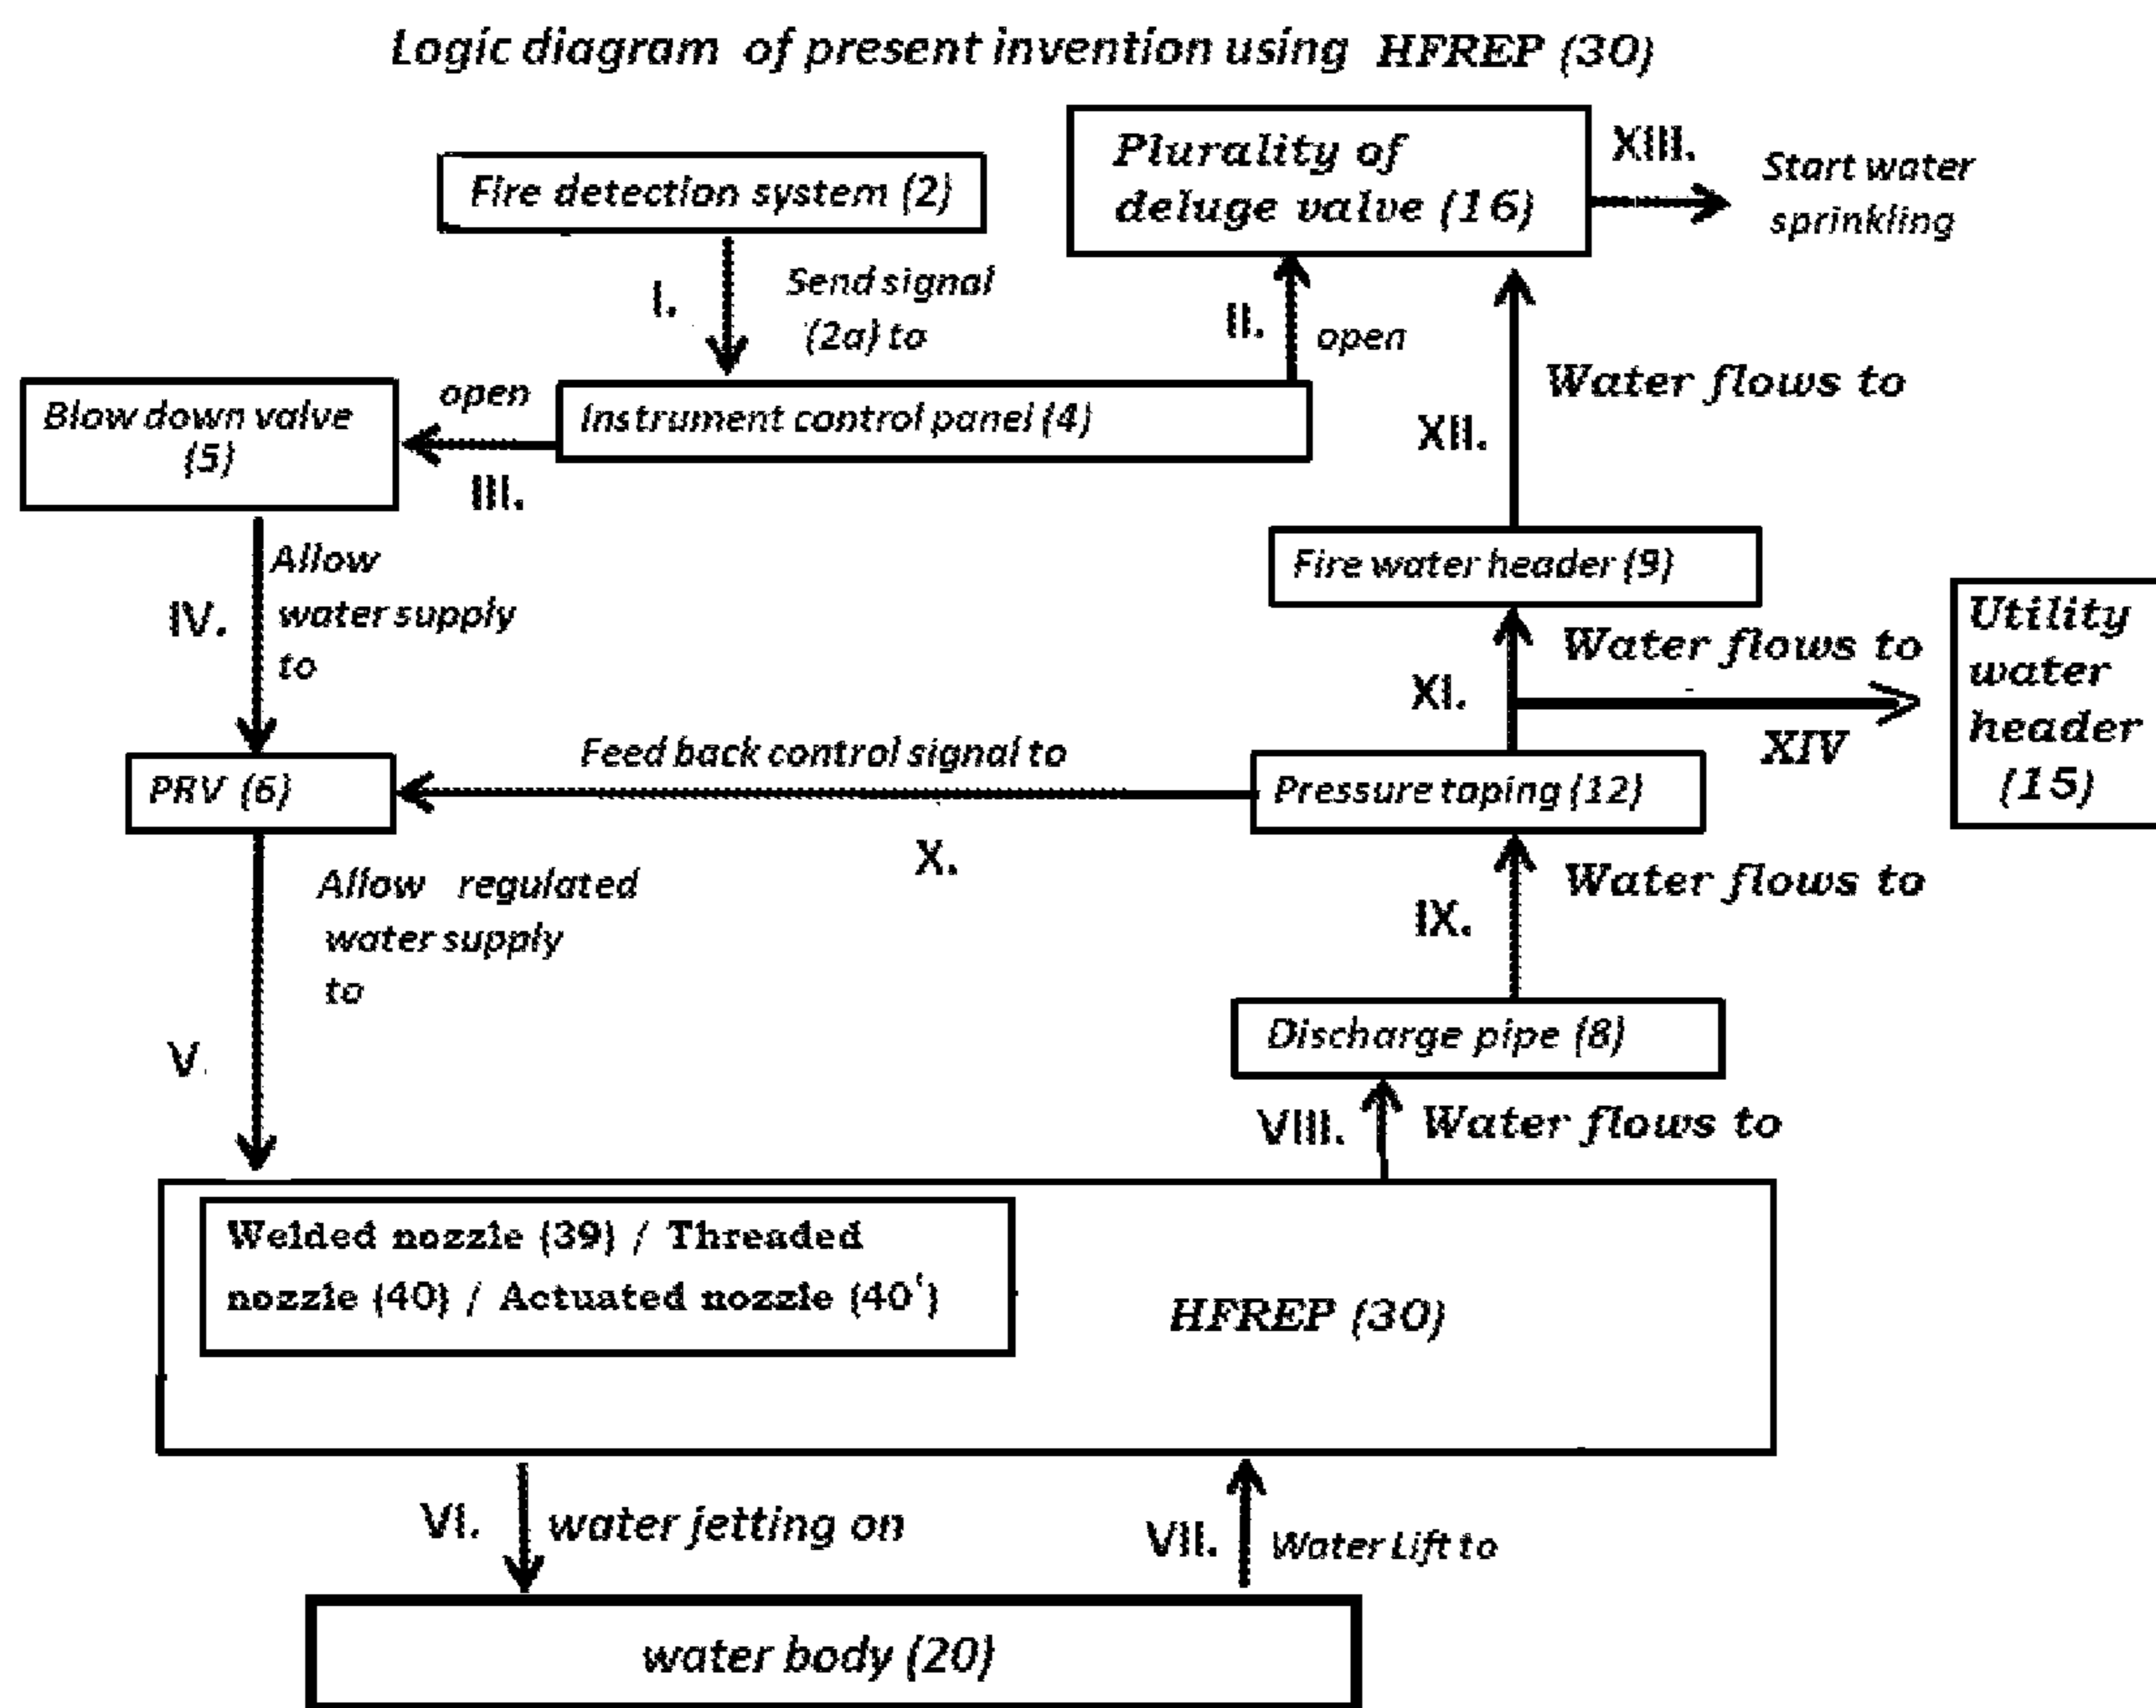 Logic diagram of present invention using HFREP (30)
Fire detection system (2)
Plurality of
deluge valve (16)
XIII.
Start water
sprinkling
I.
Send signal
(2a) to
II.
open
Blow down valve
(5)
open
III.
Instrument control panel (4)
XII.
Water flows to
IV.
Allow
water supply
to
Fire water header (9)
XI.
Water flows to
XIV
Utility
water
header
(15)
PRV (6)
Feed back control signal to
X.
Pressure taping (12)
V.
Allow regulated
water supply
to
IX.
Water flows to
Discharge pipe (8)
VIII.
Water flows to
Welded nozzle (39) / Threaded
nozzle (40) / Actuated nozzle (40')
HFREP (30)
VI.
water jetting on
VII.
Water Lift to
water body (20)